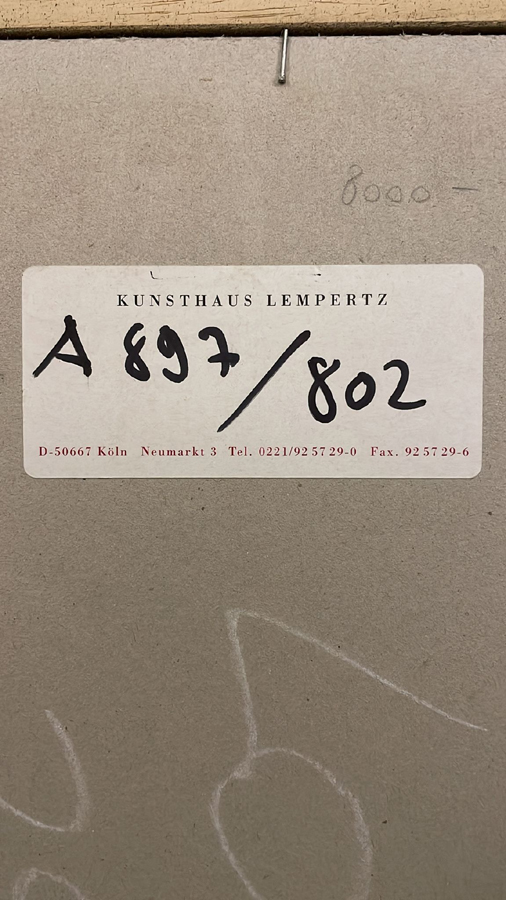 8000 –
KUNSTHAUS LEMPERTZ
A 897/802
D-50667 Köln Neumarkt 3 Tel. 0221/92 57 29-0 Fax. 92 57 29-6